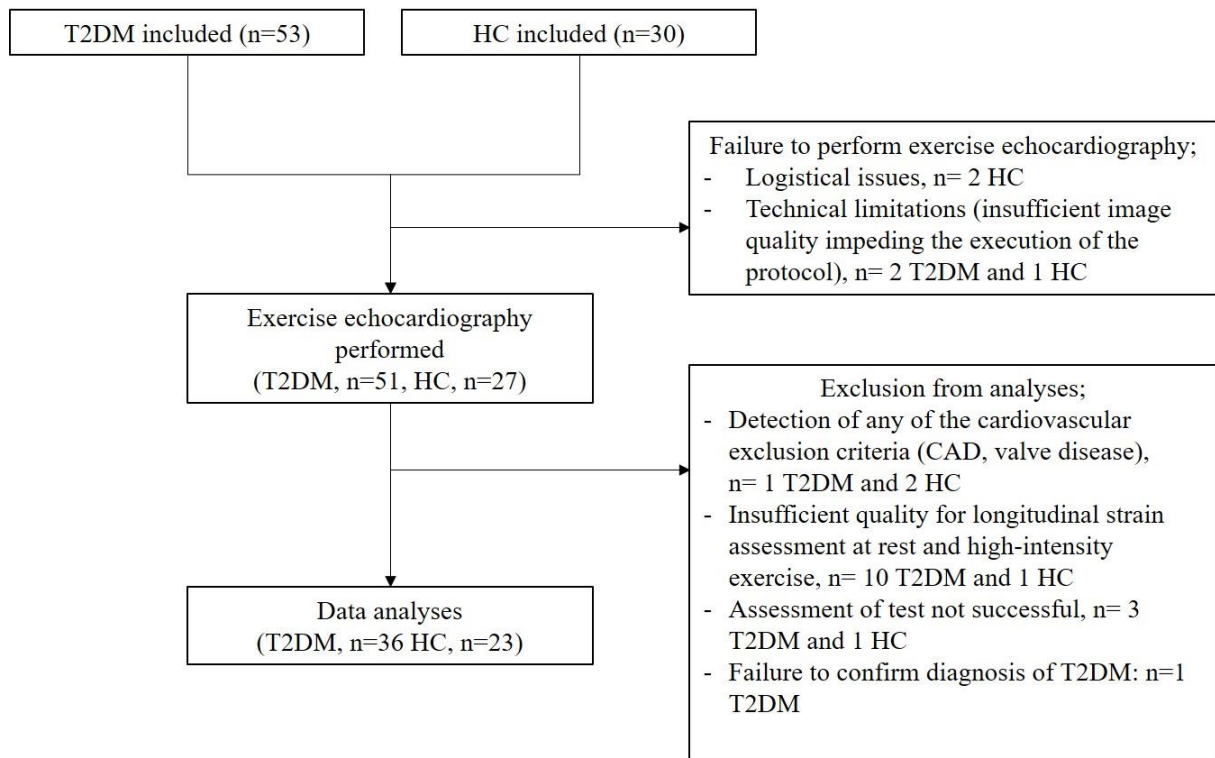 T2DM included (n=53)
HC included (n=30)
Failure to perform exercise echocardiography;
- Logistical issues, n= 2 HC
- Technical limitations (insufficient image
quality impeding the execution of the
protocol), n= 2 T2DM and 1 HC
Exercise echocardiography
performed
(T2DM, n=51, HC, n=27)
Exclusion from analyses;
- Detection of any of the cardiovascular
exclusion criteria (CAD, valve disease),
n= 1 T2DM and 2 HC
- Insufficient quality for longitudinal strain
assessment at rest and high-intensity
exercise, n= 10 T2DM and 1 HC
- Assessment of test not successful, n= 3
T2DM and 1 HC
- Failure to confirm diagnosis of T2DM: n=1
T2DM
Data analyses
(T2DM, n=36 HC, n=23)